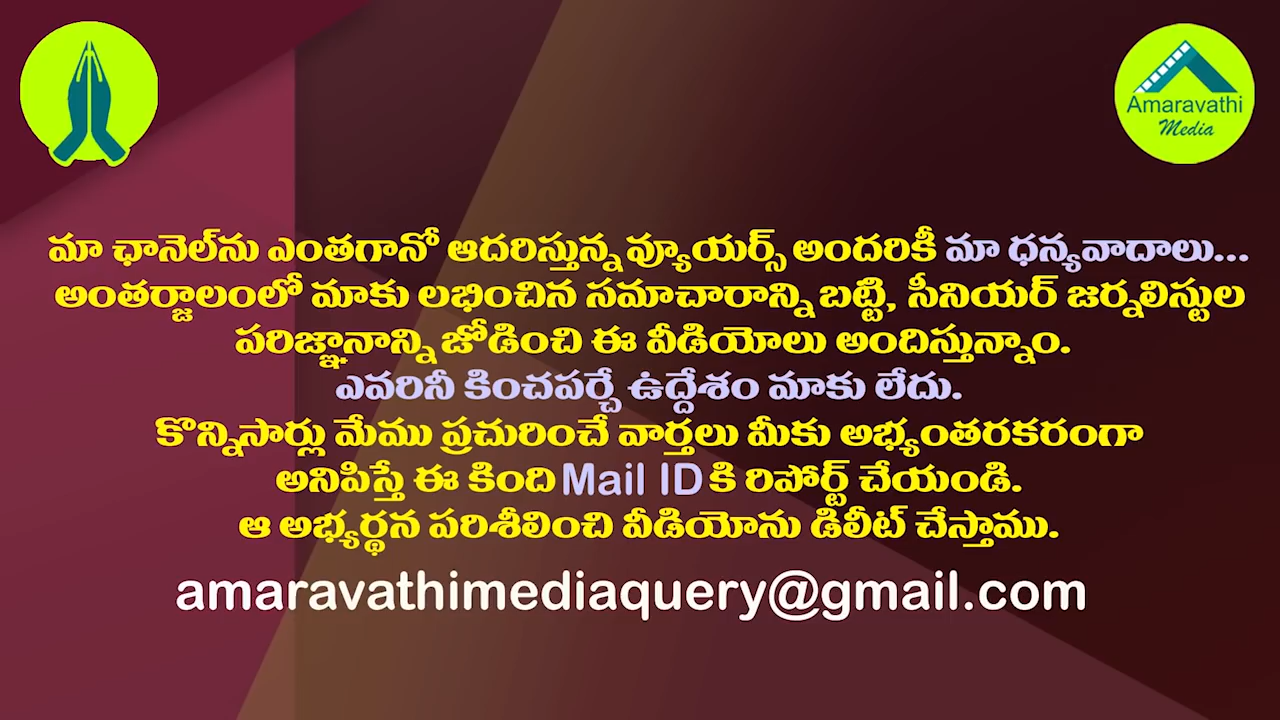 Amaravathi
Media
మా ఛానెల్‌ను ఎంతగానో ఆదరిస్తున్న వ్యూయర్స్ అందరికీ మా ధన్యవాదాలు...
అంతర్జాలంలో మాకు లభించిన సమాచారాన్ని బట్టి, సీనియర్ జర్నలిస్టుల
పరిజ్ఞానాన్ని జోడించి ఈ వీడియోలు అందిస్తున్నాం.
ఎవరినీ కించపర్చే ఉద్దేశం మాకు లేదు.
కొన్నిసార్లు మేము ప్రచురించే వార్తలు మీకు అభ్యంతరకరంగా
అనిపిస్తే ఈ కింది Mail ID కి రిపోర్ట్ చేయండి.
ఆ అభ్యర్థన పరిశీలించి వీడియోను డిలీట్ చేస్తాము.
amaravathimediaquery@gmail.com